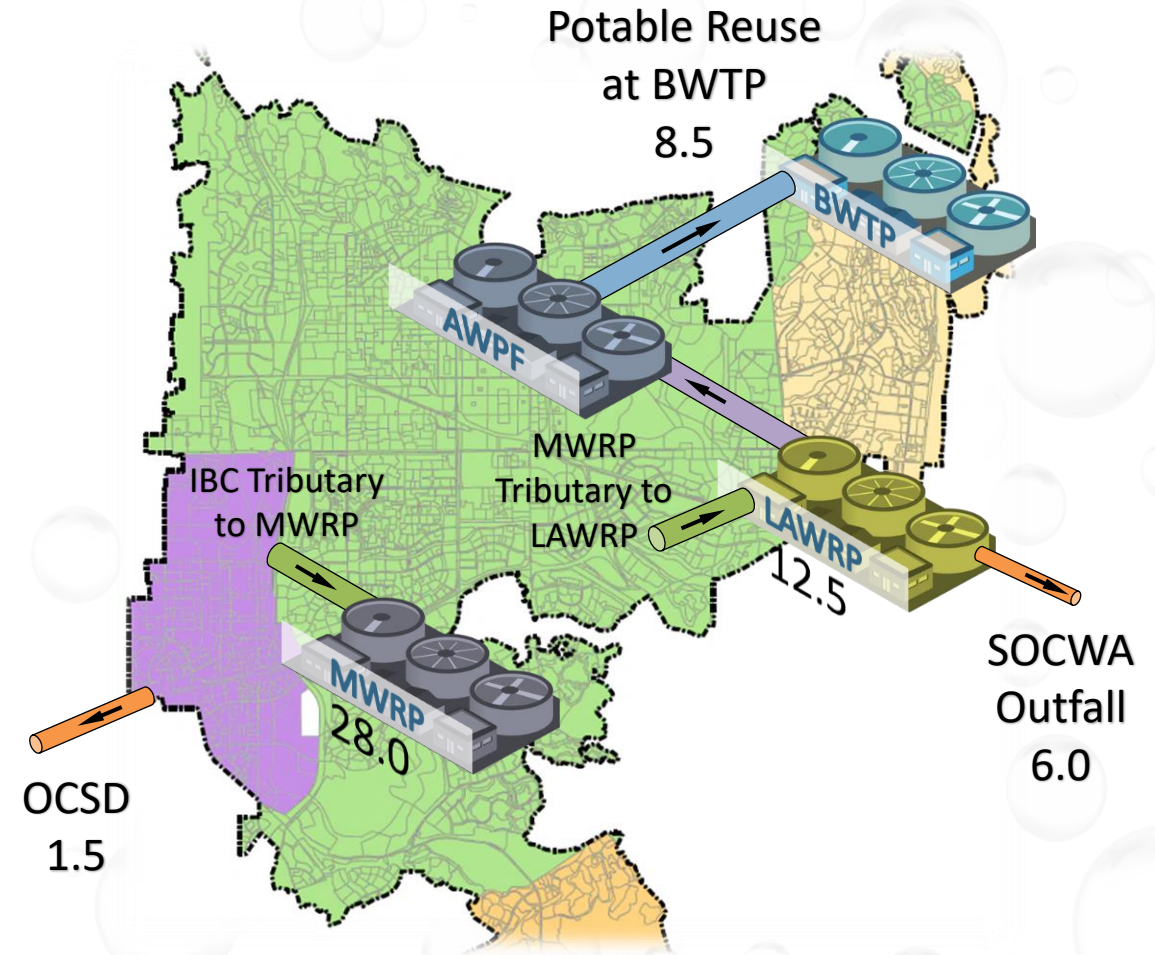 Potable Reuse
at BWTP
8.5
BWTP
AWPF
MWRP
Tributary to
LAWRP
IBC Tributary
to MWRP
LAWRP
12.5
MWRP
28.0
SOCWA
Outfall
6.0
OCSD
1.5